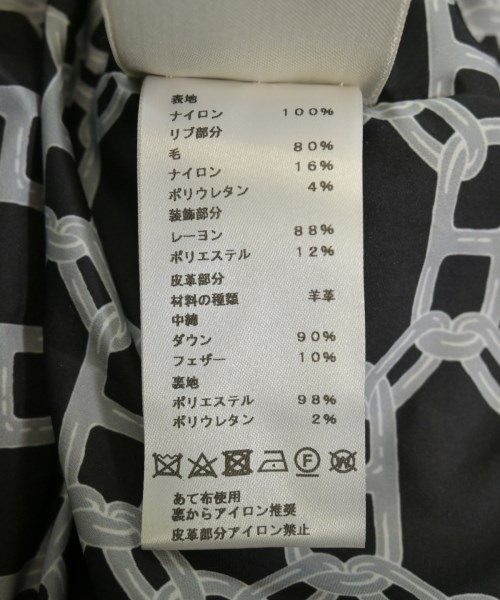 表地
ナイロン 100%
リブ部分
毛 80%
ナイロン 16%
ポリウレタン 4%
装飾部分
レーヨン 88%
ポリエステル 12%
皮革部分
材料の種類 羊革
中綿
ダウン 90%
フェザー 10%
裏地
ポリエステル 98%
ポリウレタン 2%
F W
あて布使用
裏からアイロン推奨
皮革部分アイロン禁止